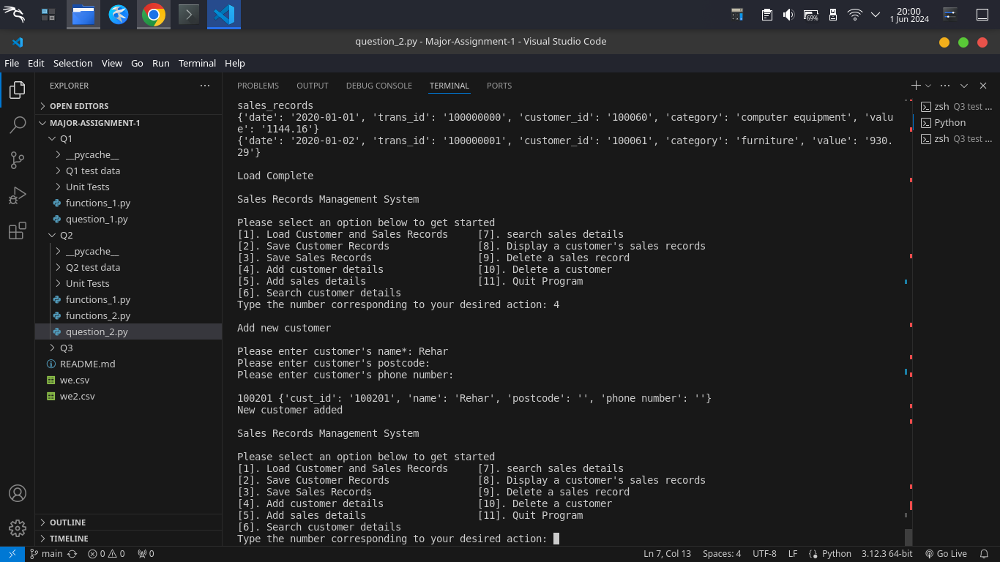 20:00
1 Jun 2024
69%
question_2.py - Major-Assignment-1 - Visual Studio Code
File Edit Selection View Go Run Terminal Help
EXPLORER
OPEN EDITORS
MAJOR-ASSIGNMENT-1
Q1
__pycache__
Q1 test data
Unit Tests
functions_1.py
question_1.py
Q2
__pycache__
Q2 test data
Unit Tests
functions_1.py
functions_2.py
question_2.py
Q3
README.md
we.csv
we2.csv
OUTLINE
TIMELINE
PROBLEMS OUTPUT DEBUG CONSOLE TERMINAL PORTS
sales_records
{'date': '2020-01-01', 'trans_id': '100000000', 'customer_id': '100060', 'category': 'computer equipment', 'valu
e': '1144.16'}
{'date': '2020-01-02', 'trans_id': '100000001', 'customer_id': '100061', 'category': 'furniture', 'value': '930.
29'}
Load Complete
Sales Records Management System
Please select an option below to get started
[1]. Load Customer and Sales Records [7]. search sales details
[2]. Save Customer Records [8]. Display a customer's sales records
[3]. Save Sales Records [9]. Delete a sales record
[4]. Add customer details [10]. Delete a customer
[5]. Add sales details [11]. Quit Program
[6]. Search customer details
Type the number corresponding to your desired action: 4
Add new customer
Please enter customer's name*: Rehar
Please enter customer's postcode:
Please enter customer's phone number:
100201 {'cust_id': '100201', 'name': 'Rehar', 'postcode': '', 'phone number': ''}
New customer added
Sales Records Management System
Please select an option below to get started
[1]. Load Customer and Sales Records [7]. search sales details
[2]. Save Customer Records [8]. Display a customer's sales records
[3]. Save Sales Records [9]. Delete a sales record
[4]. Add customer details [10]. Delete a customer
[5]. Add sales details [11]. Quit Program
[6]. Search customer details
Type the number corresponding to your desired action:
zsh Q3 test ...
Python
zsh Q3 test ...
main 0 0 0 Ln 7, Col 13 Spaces: 4 UTF-8 LF Python 3.12.3 64-bit Go Live